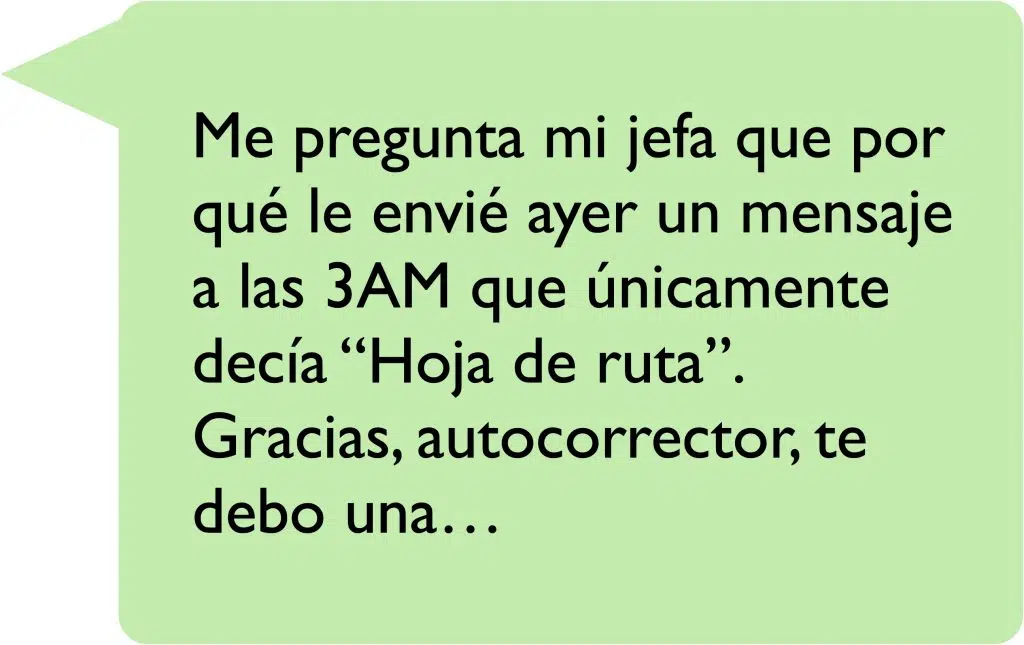 Me pregunta mi jefa que por
qué le envié ayer un mensaje
a las 3AM que únicamente
decía “Hoja de ruta”.
Gracias, autocorrector, te
debo una…